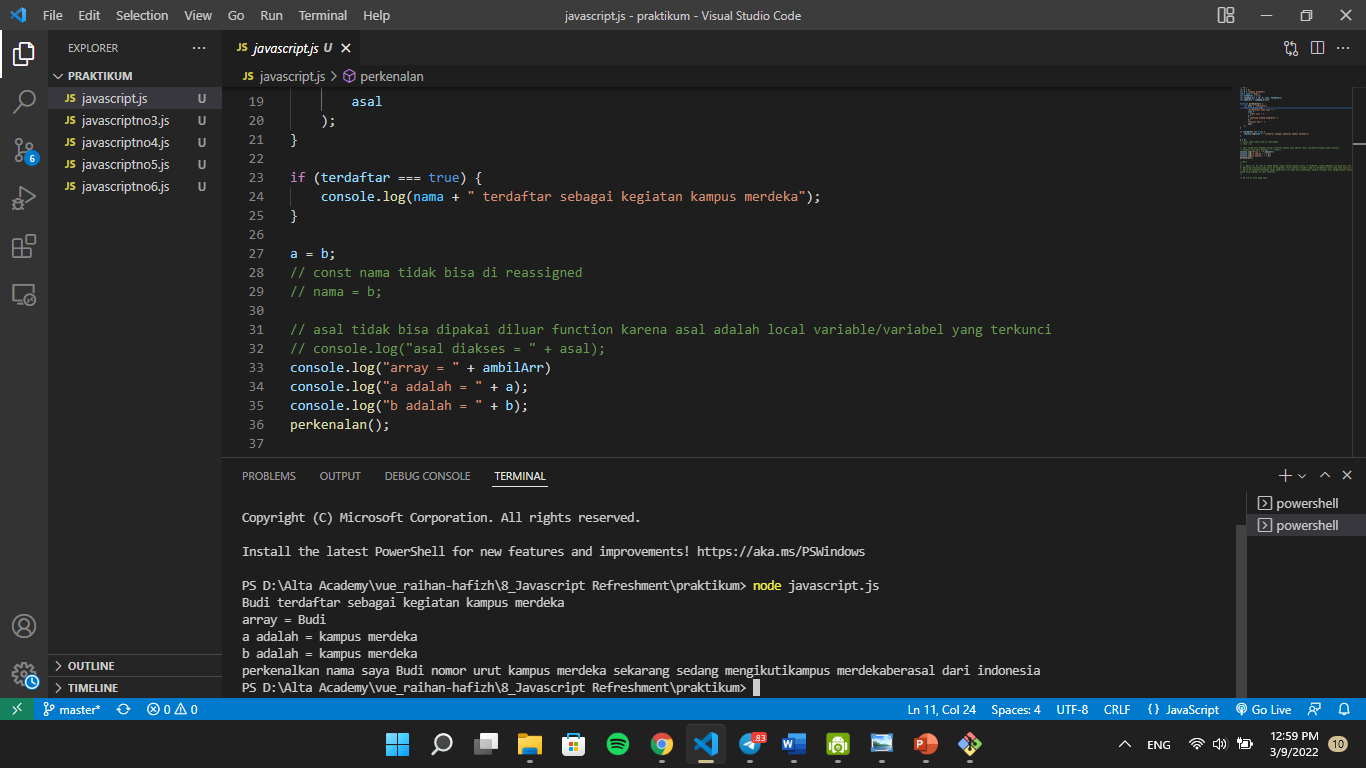 File Edit Selection View Go Run Terminal Help
javascript.js - praktikum - Visual Studio Code
EXPLORER
PRAKTIKUM
JS javascript.js U
JS javascriptno3.js U
JS javascriptno4.js U
JS javascriptno5.js U
JS javascriptno6.js U
6
OUTLINE
TIMELINE
JS javascript.js U
JS javascript.js > perkenalan
19 asal
20 );
21 }
22
23 if (terdaftar === true) {
24 console.log(nama + " terdaftar sebagai kegiatan kampus merdeka");
25 }
26
27 a = b;
28 // const nama tidak bisa di reassigned
29 // nama = b;
30
31 // asal tidak bisa dipakai diluar function karena asal adalah local variable/variabel yang terkunci
32 // console.log("asal diakses = " + asal);
33 console.log("array = " + ambilArr)
34 console.log("a adalah = " + a);
35 console.log("b adalah = " + b);
36 perkenalan();
37
PROBLEMS OUTPUT DEBUG CONSOLE TERMINAL
powershell
powershell
Copyright (C) Microsoft Corporation. All rights reserved.
Install the latest PowerShell for new features and improvements! https://aka.ms/PSWindows
PS D:\Alta Academy\vue_raihan-hafizh\8_Javascript Refreshment\praktikum> node javascript.js
Budi terdaftar sebagai kegiatan kampus merdeka
array = Budi
a adalah = kampus merdeka
b adalah = kampus merdeka
perkenalkan nama saya Budi nomor urut kampus merdeka sekarang sedang mengikutikampus merdekaberasal dari indonesia
PS D:\Alta Academy\vue_raihan-hafizh\8_Javascript Refreshment\praktikum>
master* 0 0 Ln 11, Col 24 Spaces: 4 UTF-8 CRLF {} JavaScript Go Live
83
ENG
12:59 PM
3/9/2022
10